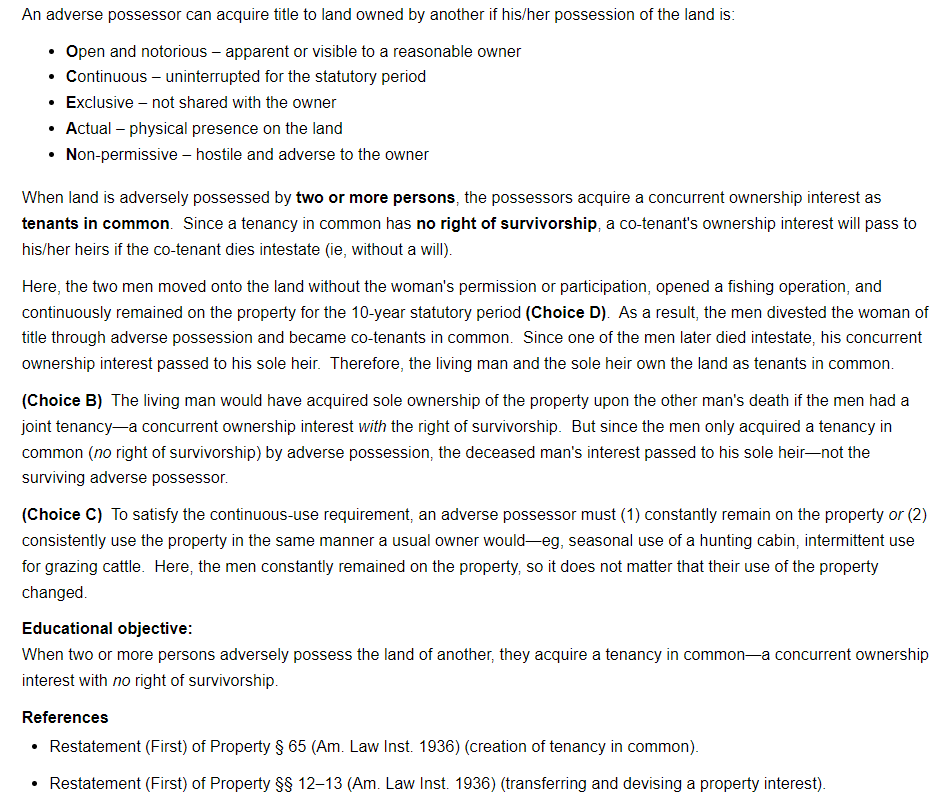 An adverse possessor can acquire title to land owned by another if his/her possession of the land is:
• Open and notorious – apparent or visible to a reasonable owner
• Continuous – uninterrupted for the statutory period
• Exclusive – not shared with the owner
• Actual – physical presence on the land
• Non-permissive – hostile and adverse to the owner
When land is adversely possessed by two or more persons, the possessors acquire a concurrent ownership interest as
tenants in common.  Since a tenancy in common has no right of survivorship, a co-tenant's ownership interest will pass to
his/her heirs if the co-tenant dies intestate (ie, without a will).
Here, the two men moved onto the land without the woman's permission or participation, opened a fishing operation, and
continuously remained on the property for the 10-year statutory period (Choice D).  As a result, the men divested the woman of
title through adverse possession and became co-tenants in common.  Since one of the men later died intestate, his concurrent
ownership interest passed to his sole heir.  Therefore, the living man and the sole heir own the land as tenants in common.
(Choice B)  The living man would have acquired sole ownership of the property upon the other man's death if the men had a
joint tenancy—a concurrent ownership interest with the right of survivorship.  But since the men only acquired a tenancy in
common (no right of survivorship) by adverse possession, the deceased man's interest passed to his sole heir—not the
surviving adverse possessor.
(Choice C)  To satisfy the continuous-use requirement, an adverse possessor must (1) constantly remain on the property or (2)
consistently use the property in the same manner a usual owner would—eg, seasonal use of a hunting cabin, intermittent use
for grazing cattle.  Here, the men constantly remained on the property, so it does not matter that their use of the property
changed.
Educational objective:
When two or more persons adversely possess the land of another, they acquire a tenancy in common—a concurrent ownership
interest with no right of survivorship.
References
• Restatement (First) of Property § 65 (Am. Law Inst. 1936) (creation of tenancy in common).
• Restatement (First) of Property §§ 12–13 (Am. Law Inst. 1936) (transferring and devising a property interest).